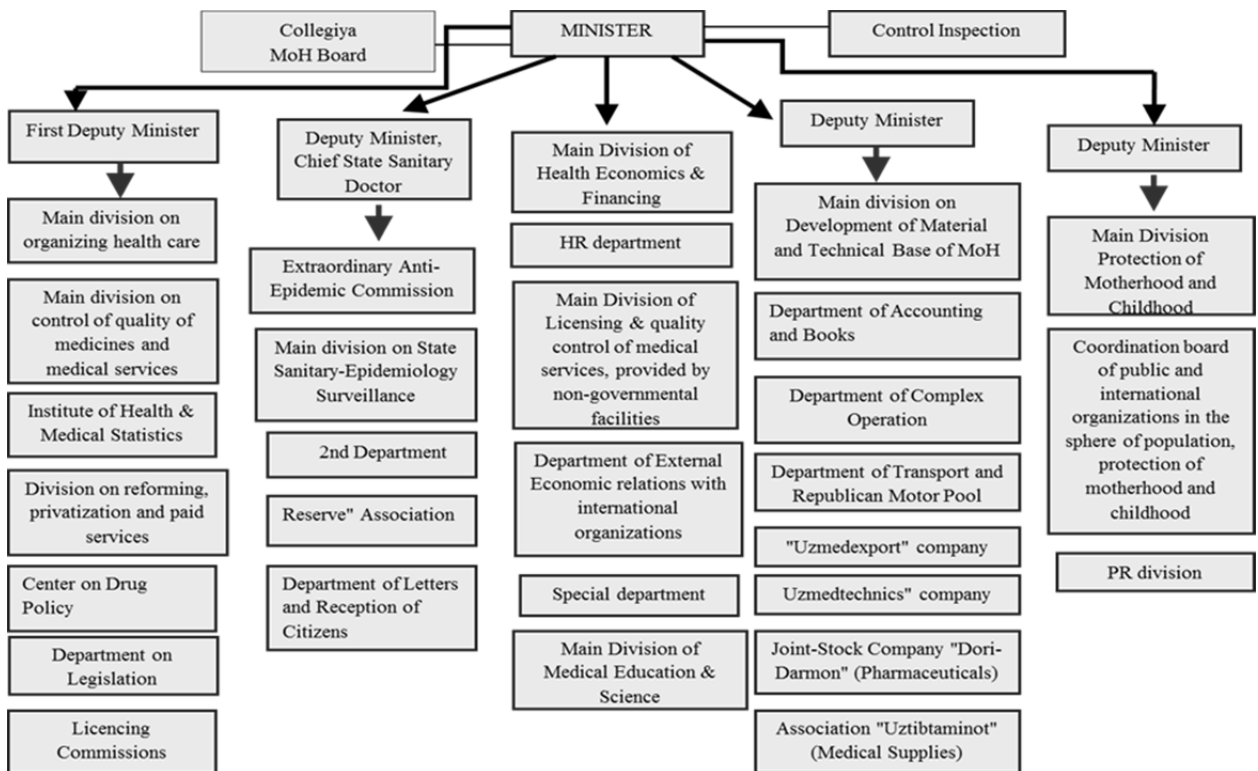 Collegiya
MoH Board
MINISTER
Control Inspection
First Deputy Minister
Main division on
organizing health care
Main division on
control of quality of
medicines and
medical services
Institute of Health &
Medical Statistics
Division on reforming,
privatization and paid
services
Center on Drug
Policy
Department on
Legislation
Licencing
Commissions
Deputy Minister,
Chief State Sanitary
Doctor
Extraordinary Anti-
Epidemic Commission
Main division on State
Sanitary-Epidemiology
Surveillance
2nd Department
Reserve" Association
Department of Letters
and Reception of
Citizens
Main Division of
Health Economics &
Financing
HR department
Main Division of
Licensing & quality
control of medical
services, provided by
non-governmental
facilities
Department of External
Economic relations with
international
organizations
Special department
Main Division of
Medical Education &
Science
Deputy Minister
Main division on
Development of Material
and Technical Base of MoH
Department of Accounting
and Books
Department of Complex
Operation
Department of Transport and
Republican Motor Pool
"Uzmedexport" company
Uzmedtechnics" company
Joint-Stock Company "Dori-
Darmon" (Pharmaceuticals)
Association "Uztibtaminot"
(Medical Supplies)
Deputy Minister
Main Division
Protection of
Motherhood and
Childhood
Coordination board
of public and
international
organizations in the
sphere of population,
protection of
motherhood and
childhood
PR division